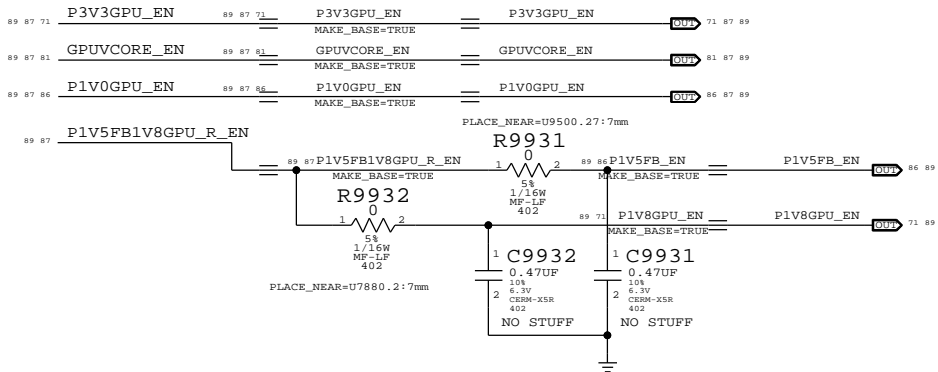 P3V3GPU_EN P3V3GPU_EN P3V3GPU_EN
89 87 71 89 87 71 OUT 71 87 89
MAKE_BASE=TRUE
GPUVCORE_EN GPUVCORE_EN GPUVCORE_EN
89 87 81 89 87 81 OUT 81 87 89
MAKE_BASE=TRUE
P1V0GPU_EN P1V0GPU_EN P1V0GPU_EN
89 87 86 89 87 86 OUT 86 87 89
MAKE_BASE=TRUE
PLACE_NEAR=U9500.27:7mm
P1V5FB1V8GPU_R_EN
89 87
R9931
0
89 87 P1V5FB1V8GPU_R_EN 1 2 89 86 P1V5FB_EN P1V5FB_EN OUT 86 89
MAKE_BASE=TRUE MAKE_BASE=TRUE
5%
1/16W
MF-LF
402
R9932
0
1 2 89 71 P1V8GPU_EN P1V8GPU_EN OUT 71 89
MAKE_BASE=TRUE
5%
1/16W
MF-LF
402
PLACE_NEAR=U7880.2:7mm
1 C9932
0.47UF
10%
2 6.3V
CERM-X5R
402
NO STUFF
1 C9931
0.47UF
10%
2 6.3V
CERM-X5R
402
NO STUFF